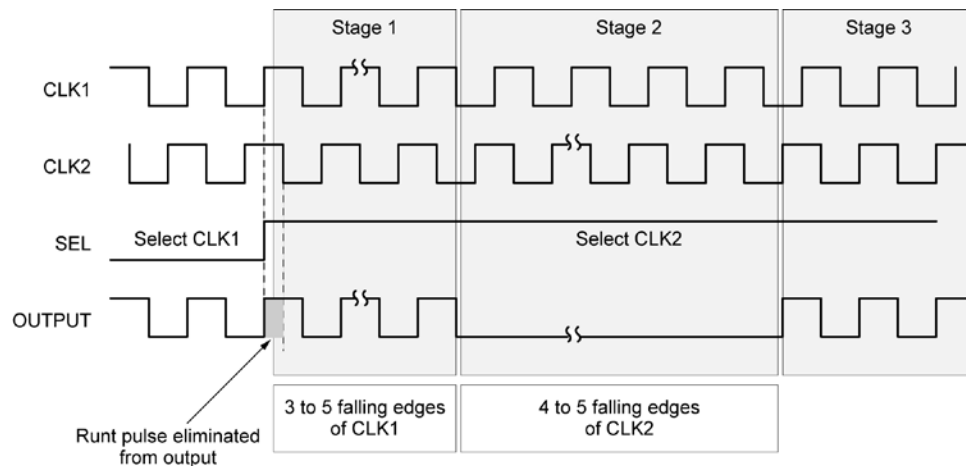 Stage 1
Stage 2
Stage 3
CLK1
CLK2
SEL
Select CLK1
Select CLK2
OUTPUT
3 to 5 falling edges
of CLK1
4 to 5 falling edges
of CLK2
Runt pulse eliminated
from output